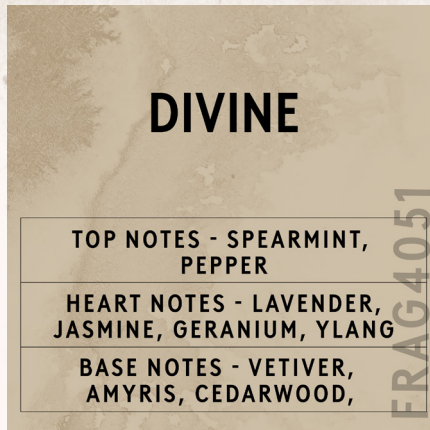 DIVINE
TOP NOTES - SPEARMINT,
PEPPER
HEART NOTES - LAVENDER,
JASMINE, GERANIUM, YLANG
BASE NOTES - VETIVER,
AMYRIS, CEDARWOOD,
FRAG4051